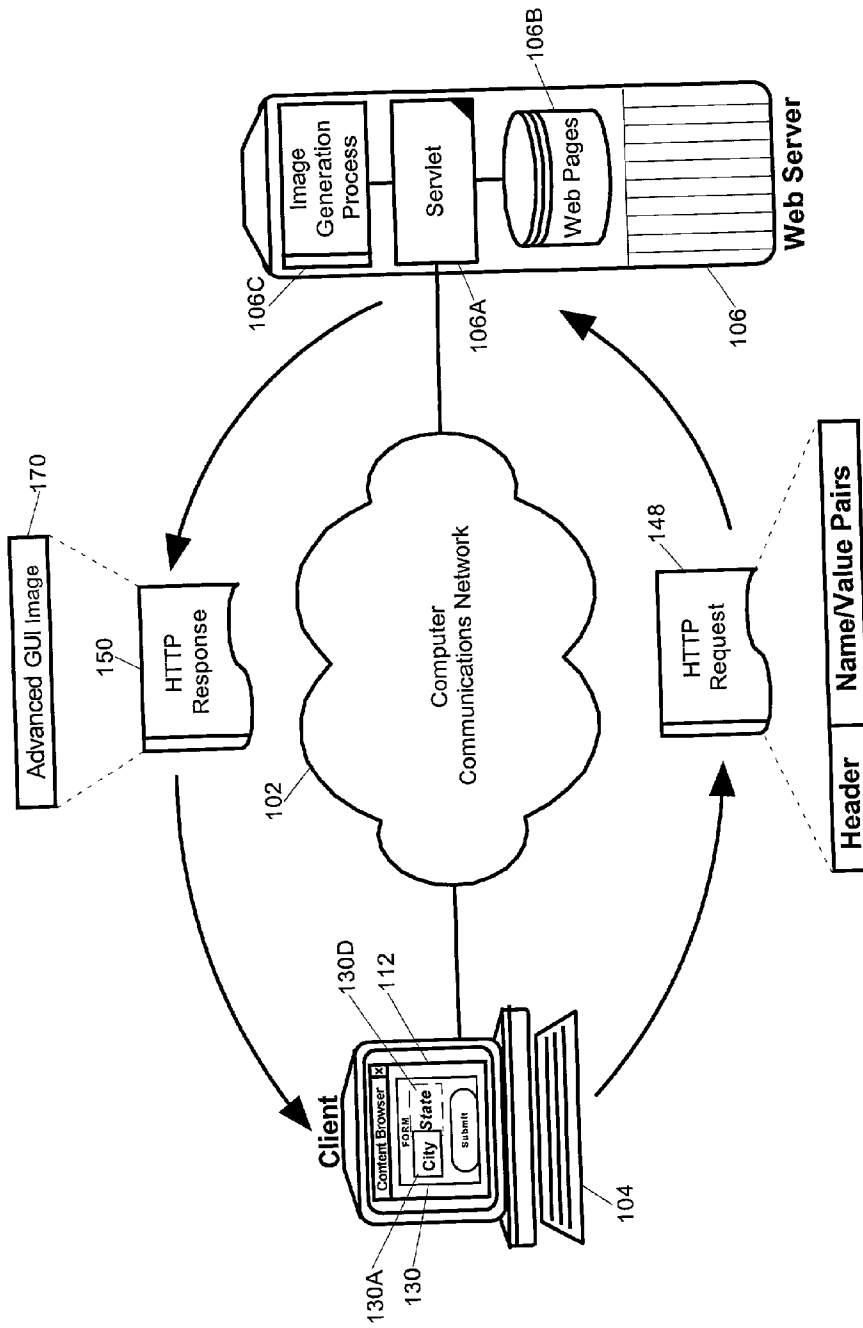 Advanced GUI Image
170
150
HTTP
Response
Client
Content Browser X
FORM
City
State
Submit
130D
112
130A
130
104
102
Computer
Communications Network
148
HTTP
Request
Header
Name/Value Pairs
106C
Image
Generation
Process
Servlet
106A
Web Pages
106B
106
Web Server